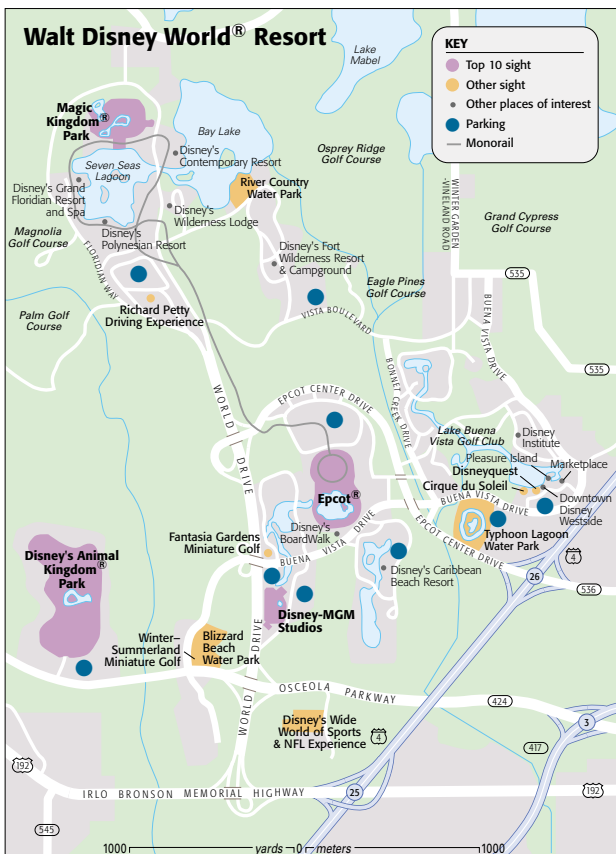 Walt Disney World® Resort
KEY
Top 10 sight
Other sight
Other places of interest
Parking
Monorail
Lake
Mabel
Magic
Kingdom®
Park
Bay Lake
Disney's
Contemporary Resort
Osprey Ridge
Golf Course
Seven Seas
Lagoon
River Country
Water Park
Disney's Grand
Floridian Resort
and Spa
Disney's
Wilderness Lodge
WINTER GARDEN
-VINELAND ROAD
Grand Cypress
Golf Course
Magnolia
Golf Course
Disney's
Polynesian Resort
FLORIDIAN WAY
Disney's Fort
Wilderness Resort
& Campground
535
Eagle Pines
Golf Course
Palm Golf
Course
Richard Petty
Driving Experience
VISTA BOULEVARD
BUENA VISTA DRIVE
535
WORLD DRIVE
EPCOT CENTER DRIVE
BONNET CREEK DRIVE
Lake Buena
Vista Golf Club
Disney
Institute
Pleasure Island
Marketplace
Disneyquest
Cirque du Soleil
Epcot®
BUENA VISTA DRIVE
Downtown
Disney
Westside
Disney's
BoardWalk
Fantasia Gardens
Miniature Golf
BUENA VISTA DRIVE
EPCOT CENTER DRIVE
Typhoon Lagoon
Water Park
4
Disney's Animal
Kingdom®
Park
Disney's Caribbean
Beach Resort
26
536
Disney-MGM
Studios
Winter–
Summerland
Miniature Golf
Blizzard
Beach
Water Park
WORLD DRIVE
OSCEOLA PARKWAY
424
Disney's Wide
World of Sports
& NFL Experience
4
3
417
192
IRLO BRONSON MEMORIAL HIGHWAY
25
192
545
1000 yards 0 meters 1000